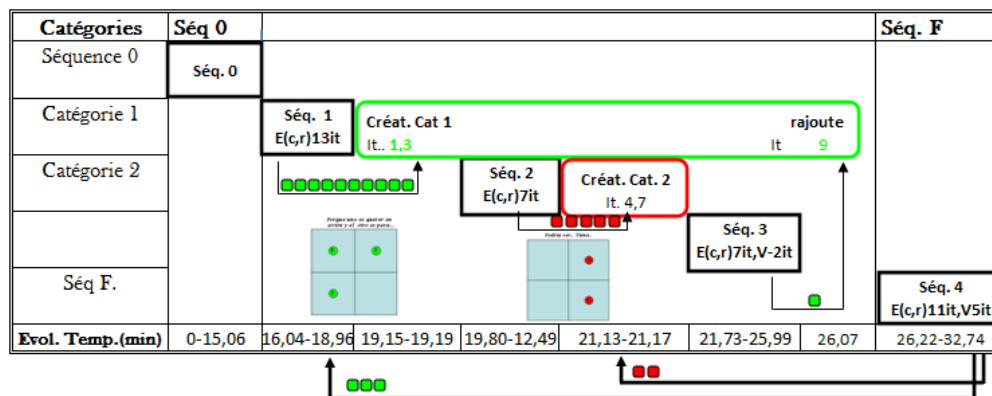 Catégories Séq 0 Séq. F
Séquence 0
Séq. 0
Catégorie 1
Séq. 1
E(c,r)13it
Créat. Cat 1 rajoute
It.. 1,3 It 9
Catégorie 2
Séq. 2
E(c,r)7it
Créat. Cat. 2
It. 4,7
Séq. 3
E(c,r)7it,V-2it
Séq F.
Séq. 4
E(c,r)11it,V5it
Evol. Temp.(min) 0-15,06 16,04-18,96 19,15-19,19 19,80-12,49 21,13-21,17 21,73-25,99 26,07 26,22-32,74